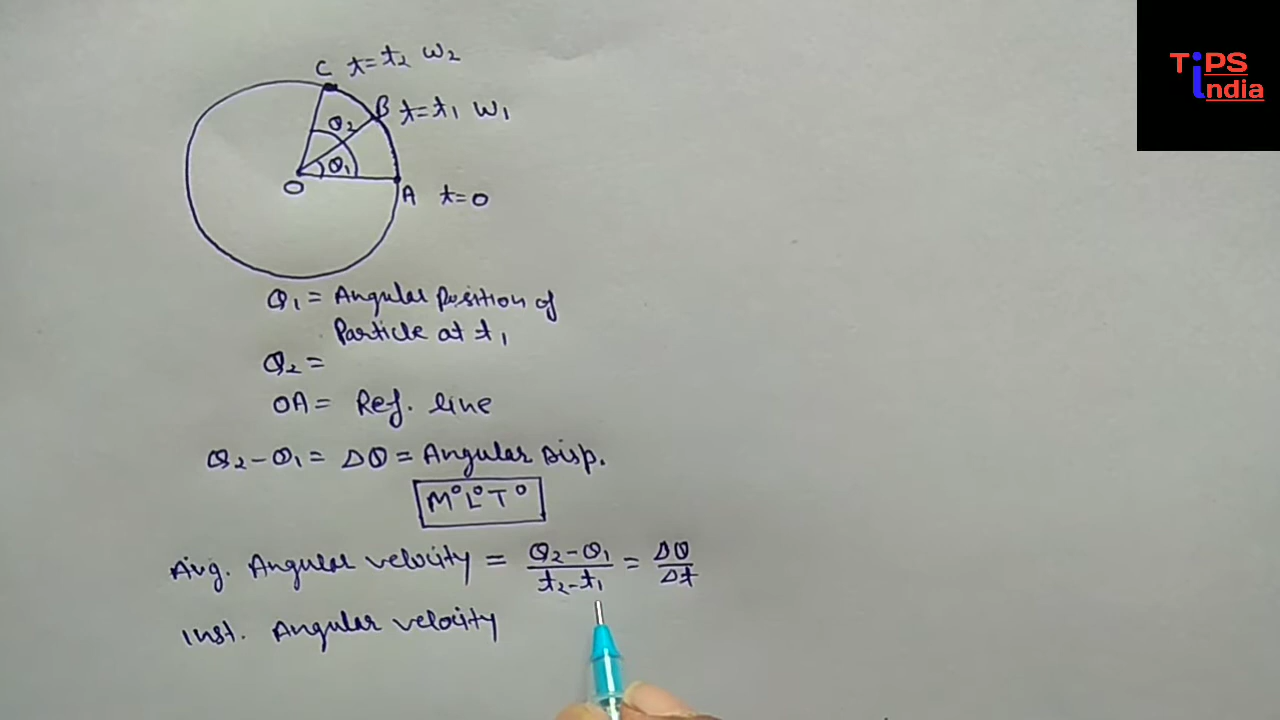 TiPS
india
C t=t₂ ω₂
B t=t₁ ω₁
θ₂
θ₁
O
A t=0
θ₁ = Angular Position of
Particle at t₁
θ₂ =
OA = Ref. line
θ₂-θ₁ = Δθ = Angular Disp.
M⁰L⁰T⁰
Avg. Angular velocity = θ₂-θ₁/t₂-t₁ = Δθ/Δt
Inst. Angular velocity